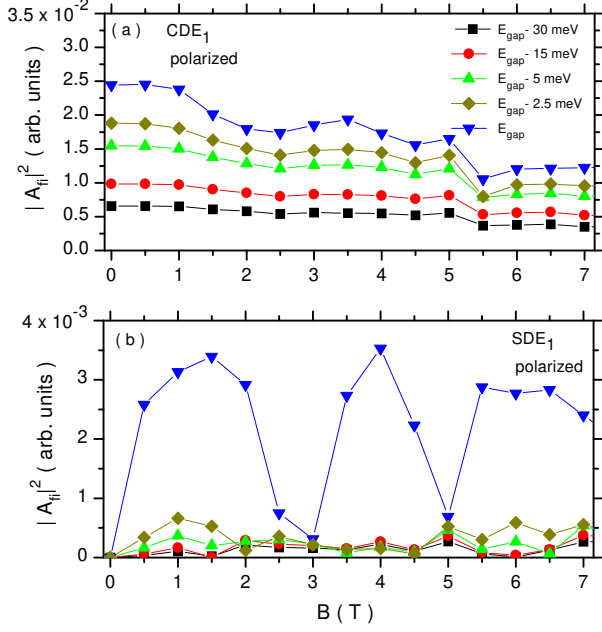 3.5 x 10⁻²
3.0
2.5
2.0
1.5
1.0
0.5
0.0
| A_fi |² ( arb. units )
( a )
CDE₁
polarized
E_gap - 30 meV
E_gap - 15 meV
E_gap - 5 meV
E_gap - 2.5 meV
E_gap
0 1 2 3 4 5 6 7
4 x 10⁻³
3
2
1
0
| A_fi |² ( arb. units )
( b )
SDE₁
polarized
0 1 2 3 4 5 6 7
B ( T )